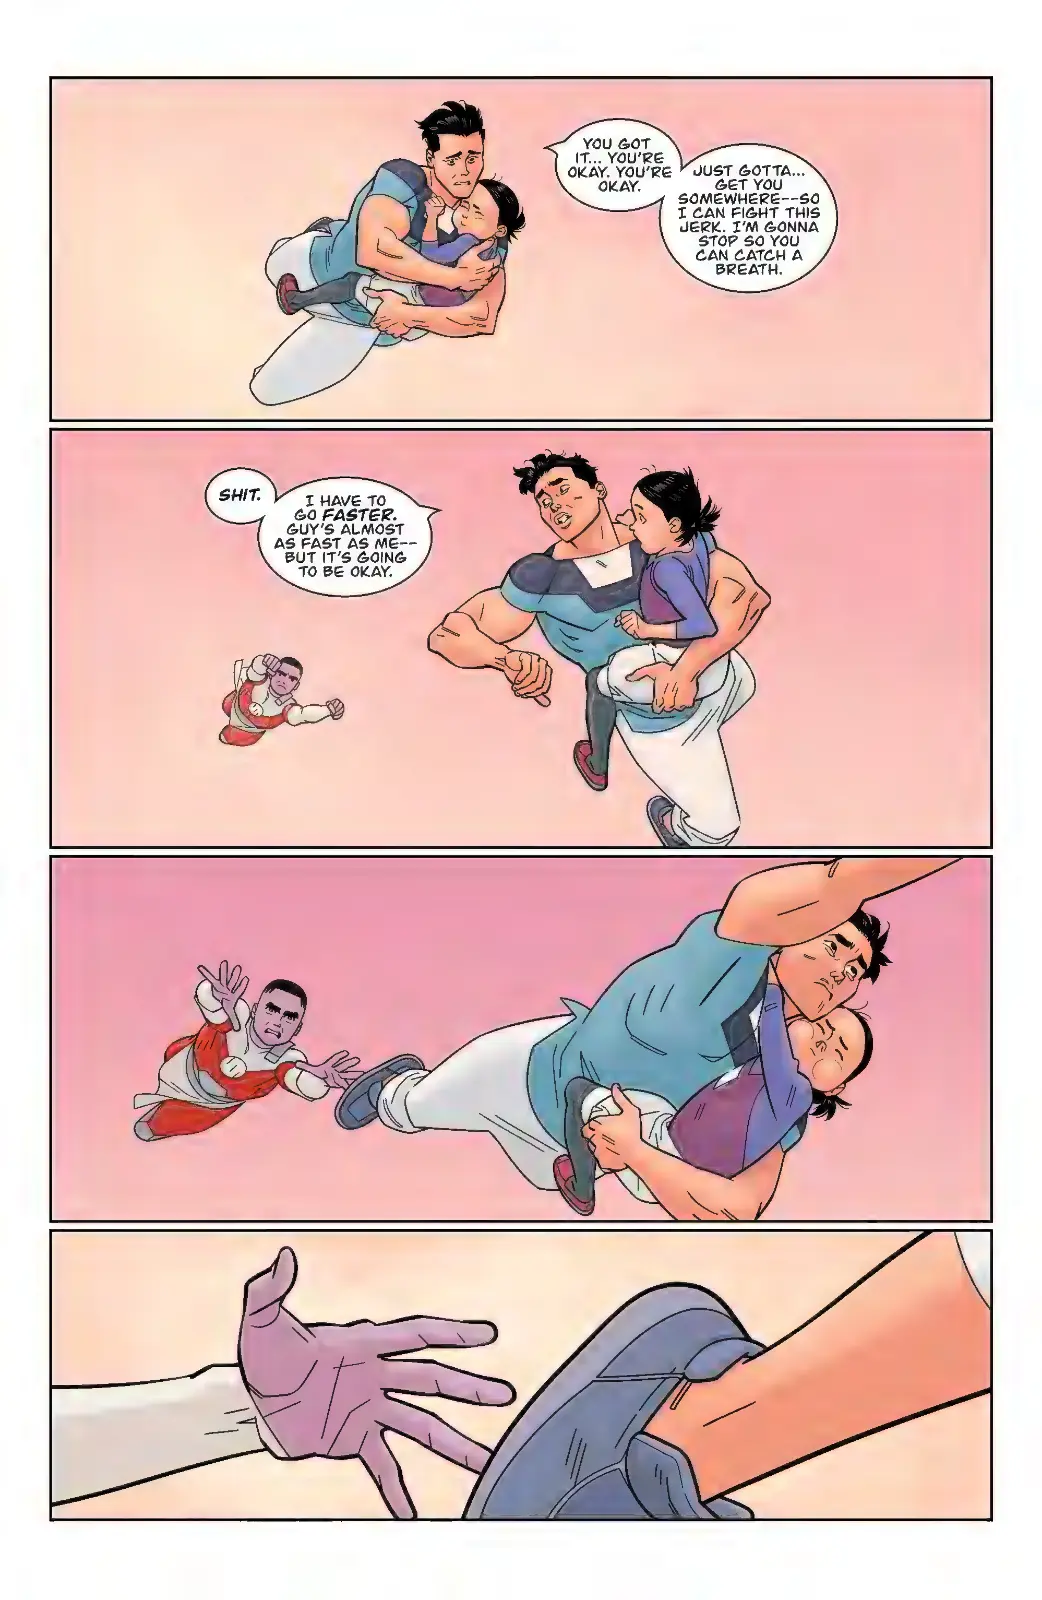 YOU GOT
IT... YOU'RE
OKAY. YOU'RE
OKAY.
JUST GOTTA...
GET YOU
SOMEWHERE--SO
I CAN FIGHT THIS
JERK. I'M GONNA
STOP SO YOU
CAN CATCH A
BREATH.
SHIT.
I HAVE TO
GO FASTER.
GUY'S ALMOST
AS FAST AS ME--
BUT IT'S GOING
TO BE OKAY.